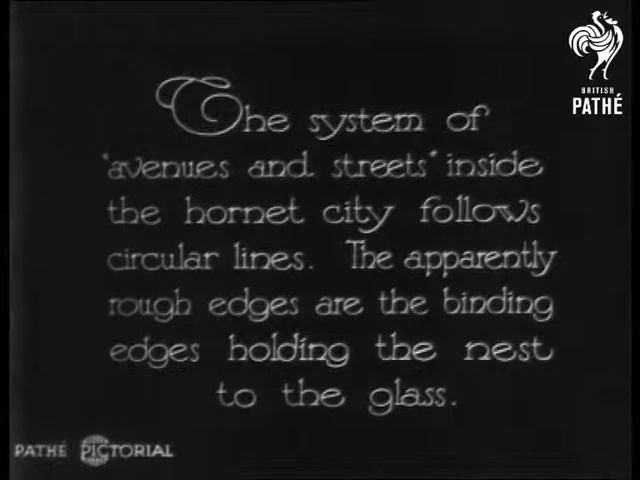 BRITISH
PATHÉ
The system of
'avenues and streets' inside
the hornet city follows
circular lines. The apparently
rough edges are the binding
edges holding the nest
to the glass.
PATHÉ PICTORIAL